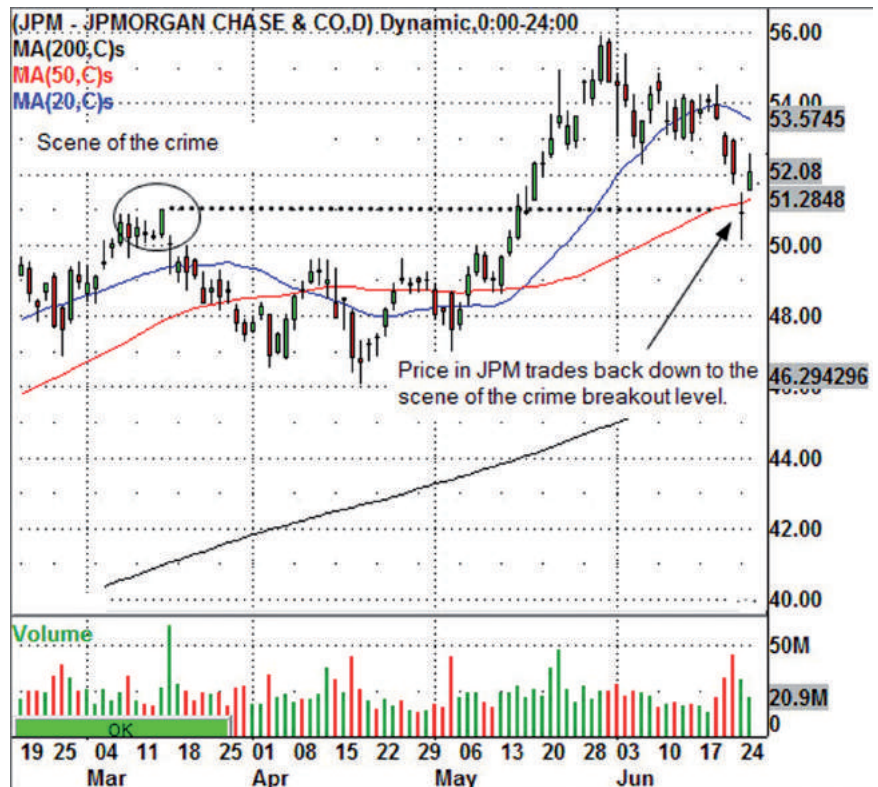 (JPM - JPMORGAN CHASE & CO,D) Dynamic,0:00-24:00
MA(200,C)s
MA(50,C)s
MA(20,C)s
Scene of the crime
56.00
54.00
53.5745
52.08
51.2848
50.00
48.00
46.294296
44.00
42.00
40.00
Price in JPM trades back down to the
scene of the crime breakout level.
Volume
50M
20.9M
0
OK
19 25 04 11 18 25 01 08 15 22 29 06 13 20 28 03 10 17 24
Mar Apr May Jun